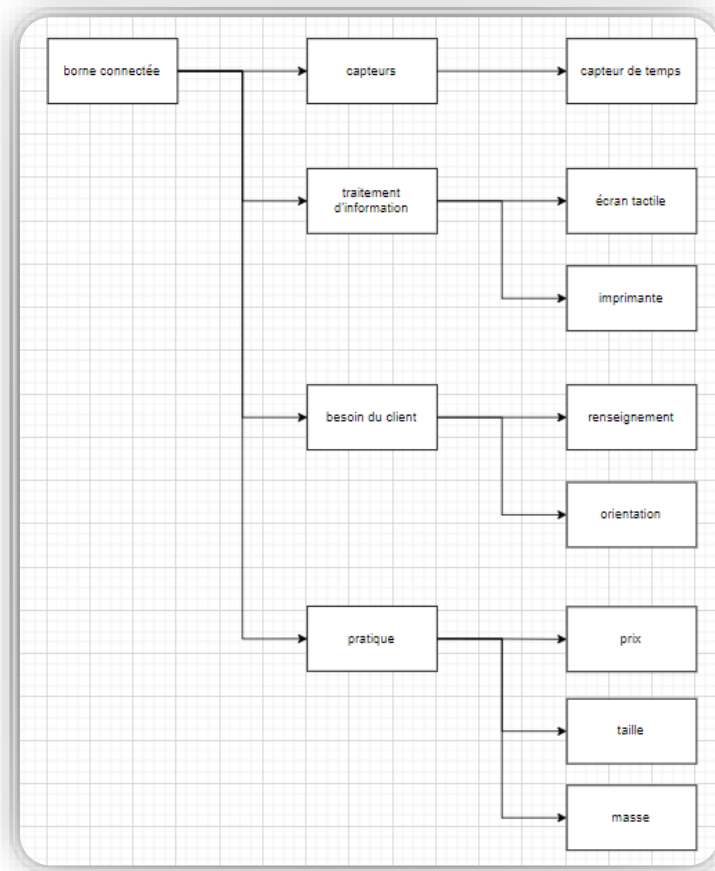 borne connectée
capteurs
capteur de temps
traitement
d'information
écran tactile
imprimante
besoin du client
renseignement
orientation
pratique
prix
taille
masse